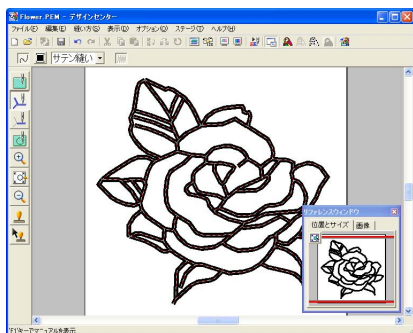 Flower.PEM - デザインセンター
ファイル(F) 編集(E) 縫い方(S) 表示(D) オプション(O) ステージ(T) ヘルプ(H)
サテン縫い
リファレンスウィンドウ
位置とサイズ 画像
[F1]キーでマニュアルを表示